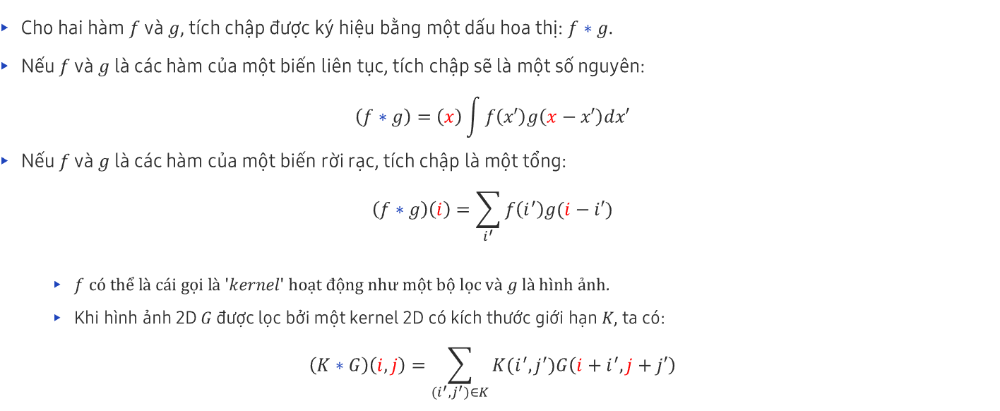 ▸ Cho hai hàm 𝑓 và 𝑔, tích chập được ký hiệu bằng một dấu hoa thị: 𝑓 ∗ 𝑔.
▸ Nếu 𝑓 và 𝑔 là các hàm của một biến liên tục, tích chập sẽ là một số nguyên:
(𝑓 ∗ 𝑔) = (𝑥) ∫ 𝑓(𝑥′)𝑔(𝑥 − 𝑥′)𝑑𝑥′
▸ Nếu 𝑓 và 𝑔 là các hàm của một biến rời rạc, tích chập là một tổng:
(𝑓 ∗ 𝑔)(𝑖) = ∑_{𝑖′} 𝑓(𝑖′)𝑔(𝑖 − 𝑖′)
▸ 𝑓 có thể là cái gọi là '𝑘𝑒𝑟𝑛𝑒𝑙' hoạt động như một bộ lọc và 𝑔 là hình ảnh.
▸ Khi hình ảnh 2D 𝐺 được lọc bởi một kernel 2D có kích thước giới hạn 𝐾, ta có:
(𝐾 ∗ 𝐺)(𝑖, 𝑗) = ∑_{(𝑖′,𝑗′)∈𝐾} 𝐾(𝑖′, 𝑗′)𝐺(𝑖 + 𝑖′, 𝑗 + 𝑗′)